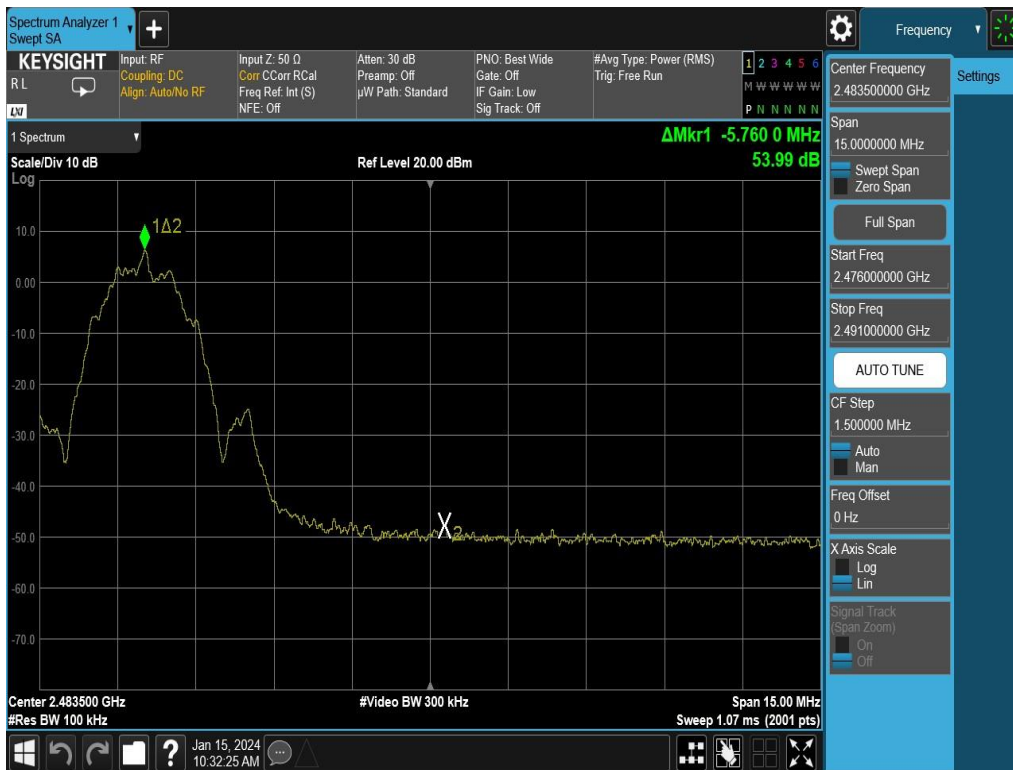 Spectrum Analyzer 1
Swept SA
Frequency
KEYSIGHT
R L
LXI
Input: RF
Coupling: DC
Align: Auto/No RF
Input Z: 50 Ω
Corr CCorr RCal
Freq Ref: Int (S)
NFE: Off
Atten: 30 dB
Preamp: Off
µW Path: Standard
PNO: Best Wide
Gate: Off
IF Gain: Low
Sig Track: Off
#Avg Type: Power (RMS)
Trig: Free Run
1 2 3 4 5 6
M W W W W W
P N N N N N
Center Frequency
2.483500000 GHz
Settings
1 Spectrum
ΔMkr1 -5.760 0 MHz
53.99 dB
Scale/Div 10 dB
Ref Level 20.00 dBm
Log
1Δ2
10.0
0.00
-10.0
-20.0
-30.0
-40.0
-50.0
-60.0
-70.0
X2
Center 2.483500 GHz
#Video BW 300 kHz
Span 15.00 MHz
#Res BW 100 kHz
Sweep 1.07 ms (2001 pts)
Span
15.0000000 MHz
Swept Span
Zero Span
Full Span
Start Freq
2.476000000 GHz
Stop Freq
2.491000000 GHz
AUTO TUNE
CF Step
1.500000 MHz
Auto
Man
Freq Offset
0 Hz
X Axis Scale
Log
Lin
Signal Track
(Span Zoom)
On
Off
?
Jan 15, 2024
10:32:25 AM